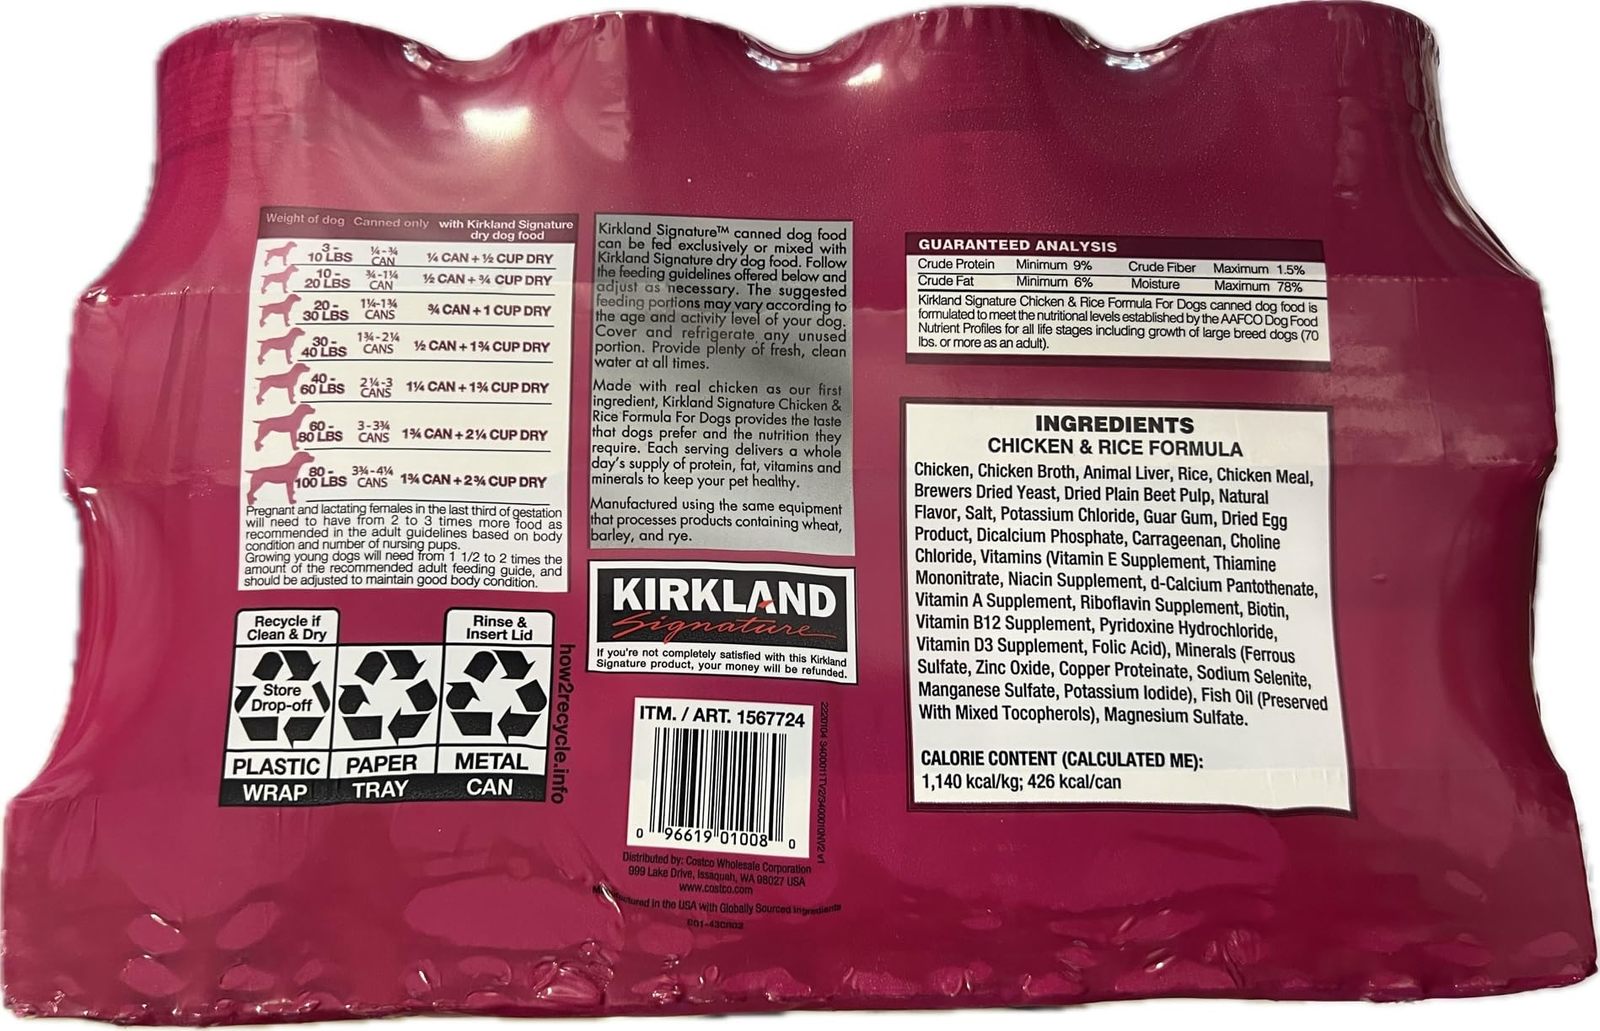 Weight of dog Canned only with Kirkland Signature
dry dog food
3 -
10 LBS
¼-¾
CAN
¼ CAN + ½ CUP DRY
10 -
20 LBS
¾-1¼
CAN
½ CAN + ¾ CUP DRY
20 -
30 LBS
1¼-1¾
CANS
¾ CAN + 1 CUP DRY
30 -
40 LBS
1¾-2¼
CANS
½ CAN + 1¾ CUP DRY
40 -
60 LBS
2¼-3
CANS
1¼ CAN + 1¾ CUP DRY
60 -
80 LBS
3-3¾
CANS
1¾ CAN + 2¼ CUP DRY
80 -
100 LBS
3¾-4¼
CANS
1¾ CAN + 2¾ CUP DRY
Pregnant and lactating females in the last third of gestation
will need to have from 2 to 3 times more food as
recommended in the adult guidelines based on body
condition and number of nursing pups.
Growing young dogs will need from 1 1/2 to 2 times the
amount of the recommended adult feeding guide, and
should be adjusted to maintain good body condition.
Recycle if
Clean & Dry
Store
Drop-off
PLASTIC
WRAP
PAPER
TRAY
Rinse &
Insert Lid
METAL
CAN
how2recycle.info
Kirkland Signature™ canned dog food
can be fed exclusively or mixed with
Kirkland Signature dry dog food. Follow
the feeding guidelines offered below and
adjust as necessary. The suggested
feeding portions may vary according to
the age and activity level of your dog.
Cover and refrigerate any unused
portion. Provide plenty of fresh, clean
water at all times.
Made with real chicken as our first
ingredient, Kirkland Signature Chicken &
Rice Formula For Dogs provides the taste
that dogs prefer and the nutrition they
require. Each serving delivers a whole
day's supply of protein, fat, vitamins and
minerals to keep your pet healthy.
Manufactured using the same equipment
that processes products containing wheat,
barley, and rye.
KIRKLAND
Signature
If you're not completely satisfied with this Kirkland
Signature product, your money will be refunded.
ITM. / ART. 1567724
0 96619 01008 0
Distributed by: Costco Wholesale Corporation
999 Lake Drive, Issaquah, WA 98027 USA
www.costco.com
Manufactured in the USA with Globally Sourced Ingredients
GUARANTEED ANALYSIS
Crude Protein Minimum 9% Crude Fiber Maximum 1.5%
Crude Fat Minimum 6% Moisture Maximum 78%
Kirkland Signature Chicken & Rice Formula For Dogs canned dog food is
formulated to meet the nutritional levels established by the AAFCO Dog Food
Nutrient Profiles for all life stages including growth of large breed dogs (70
lbs. or more as an adult).
INGREDIENTS
CHICKEN & RICE FORMULA
Chicken, Chicken Broth, Animal Liver, Rice, Chicken Meal,
Brewers Dried Yeast, Dried Plain Beet Pulp, Natural
Flavor, Salt, Potassium Chloride, Guar Gum, Dried Egg
Product, Dicalcium Phosphate, Carrageenan, Choline
Chloride, Vitamins (Vitamin E Supplement, Thiamine
Mononitrate, Niacin Supplement, d-Calcium Pantothenate,
Vitamin A Supplement, Riboflavin Supplement, Biotin,
Vitamin B12 Supplement, Pyridoxine Hydrochloride,
Vitamin D3 Supplement, Folic Acid), Minerals (Ferrous
Sulfate, Zinc Oxide, Copper Proteinate, Sodium Selenite,
Manganese Sulfate, Potassium Iodide), Fish Oil (Preserved
With Mixed Tocopherols), Magnesium Sulfate.
CALORIE CONTENT (CALCULATED ME):
1,140 kcal/kg; 426 kcal/can